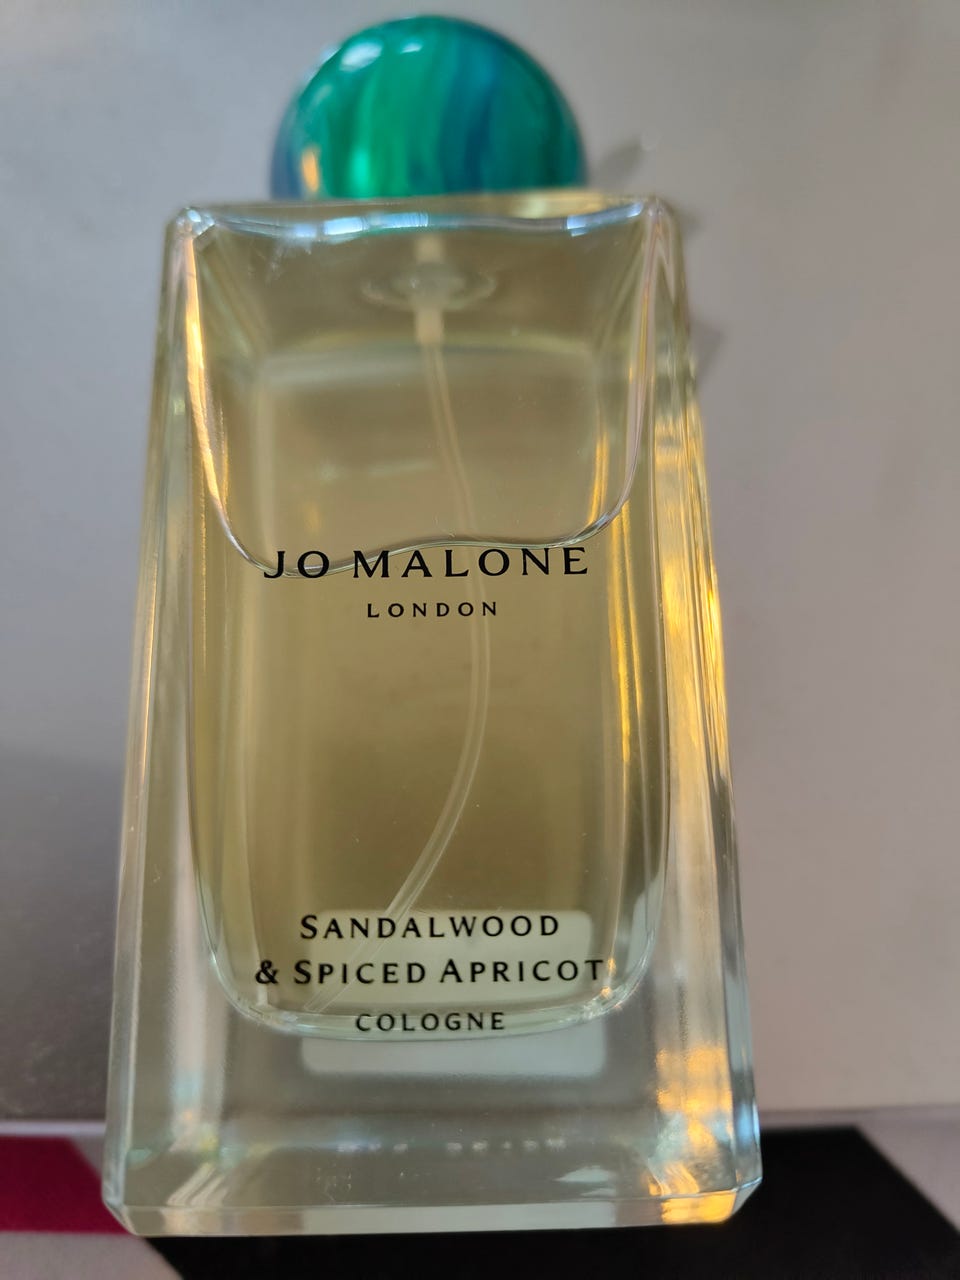 JO MALONE
LONDON
SANDALWOOD
& SPICED APRICOT
COLOGNE